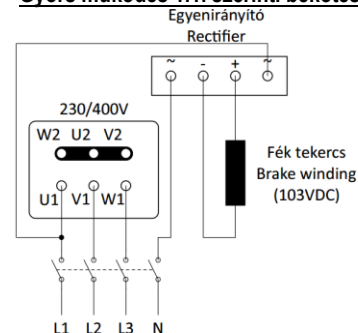 Egyenirányító
Rectifier
~ - + ~
230/400V
W2 U2 V2
U1 V1 W1
Fék tekercs
Brake winding
(103VDC)
L1 L2 L3 N